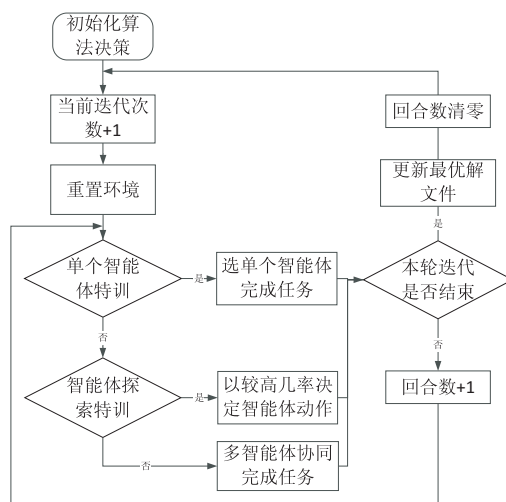 初始化算
法决策
当前迭代次
数+1
重置环境
单个智能
体特训
是
选单个智能体
完成任务
否
智能体探
索特训
是
以较高几率决
定智能体动作
否
多智能体协同
完成任务
回合数清零
更新最优解
文件
是
本轮迭代
是否结束
否
回合数+1